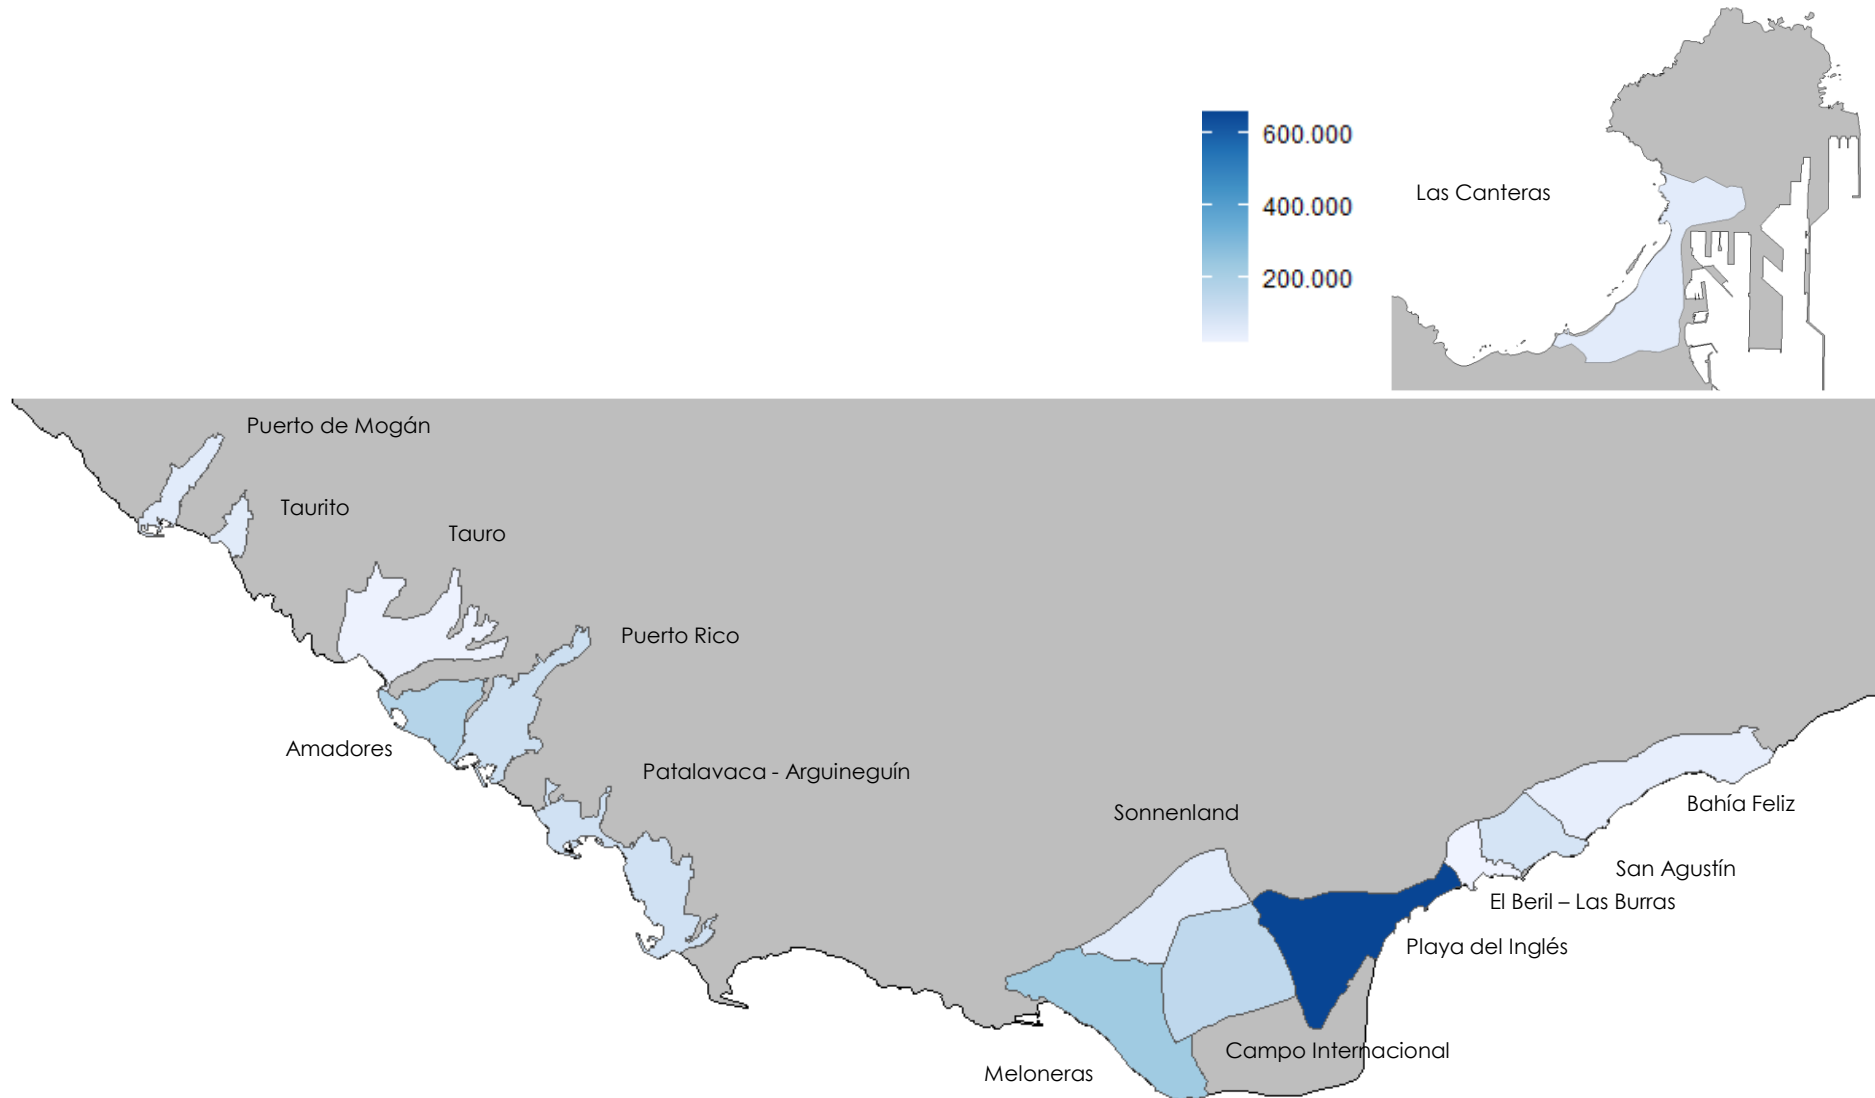 600.000
400.000
200.000
Las Canteras
Puerto de Mogán
Taurito
Tauro
Puerto Rico
Amadores
Patalavaca - Arguineguín
Sonnenland
Bahía Feliz
San Agustín
El Beril – Las Burras
Playa del Inglés
Campo Internacional
Meloneras